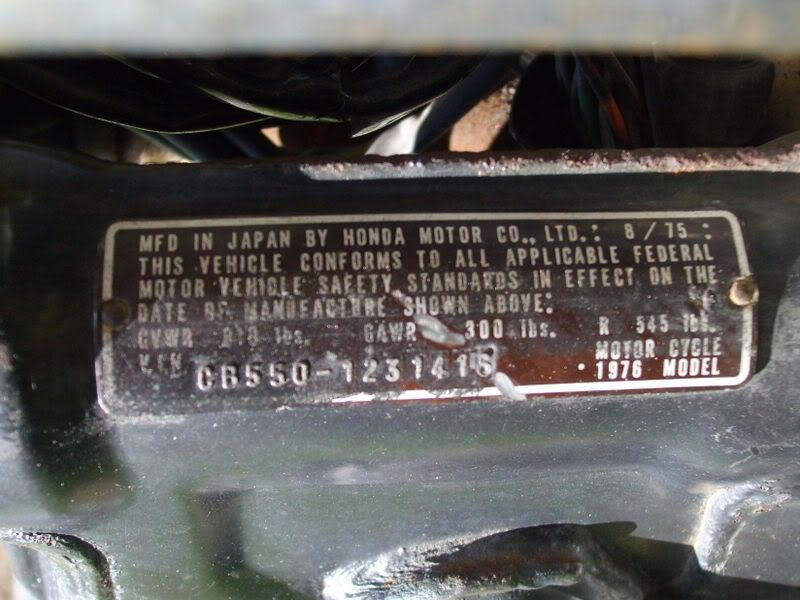 MFD IN JAPAN BY HONDA MOTOR CO., LTD.: 8/75 :
THIS VEHICLE CONFORMS TO ALL APPLICABLE FEDERAL
MOTOR VEHICLE SAFETY STANDARDS IN EFFECT ON THE
DATE OF MANUFACTURE SHOWN ABOVE:
GVWR lbs. GAWR 300 lbs. R 545 lbs.
VIN CB550-1231416 MOTOR CYCLE
• 1976 MODEL